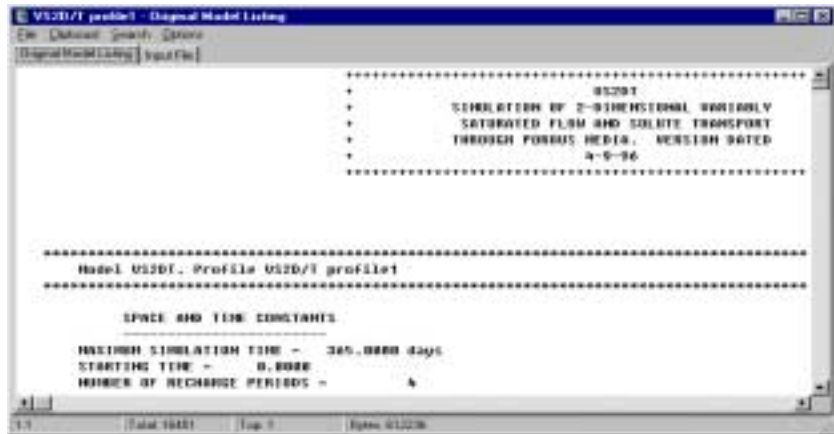 VS2D/T profile1 - Original Model Listing
File Clipboard Search Options
Original Model Listing Input File
++++++++++++++++++++++++++++++++++++++++++++++++++++++
+ VS2DT
+ SIMULATION OF 2-DIMENSIONAL VARIABLY
+ SATURATED FLOW AND SOLUTE TRANSPORT
+ THROUGH POROUS MEDIA. VERSION DATED
+ 4-9-96
++++++++++++++++++++++++++++++++++++++++++++++++++++++
Model VS2DT. Profile VS2D/T profile1
SPACE AND TIME CONSTANTS
MAXIMUM SIMULATION TIME = 365.0000 days
STARTING TIME = 0.0000
NUMBER OF RECHARGE PERIODS = 4
1:1 Total: Top: 1 Bytes: